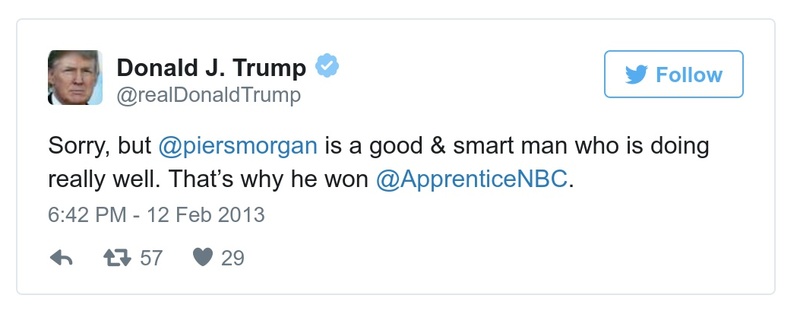 Donald J. Trump
@realDonaldTrump
Follow
Sorry, but @piersmorgan is a good & smart man who is doing
really well. That’s why he won @ApprenticeNBC.
6:42 PM - 12 Feb 2013
57 29